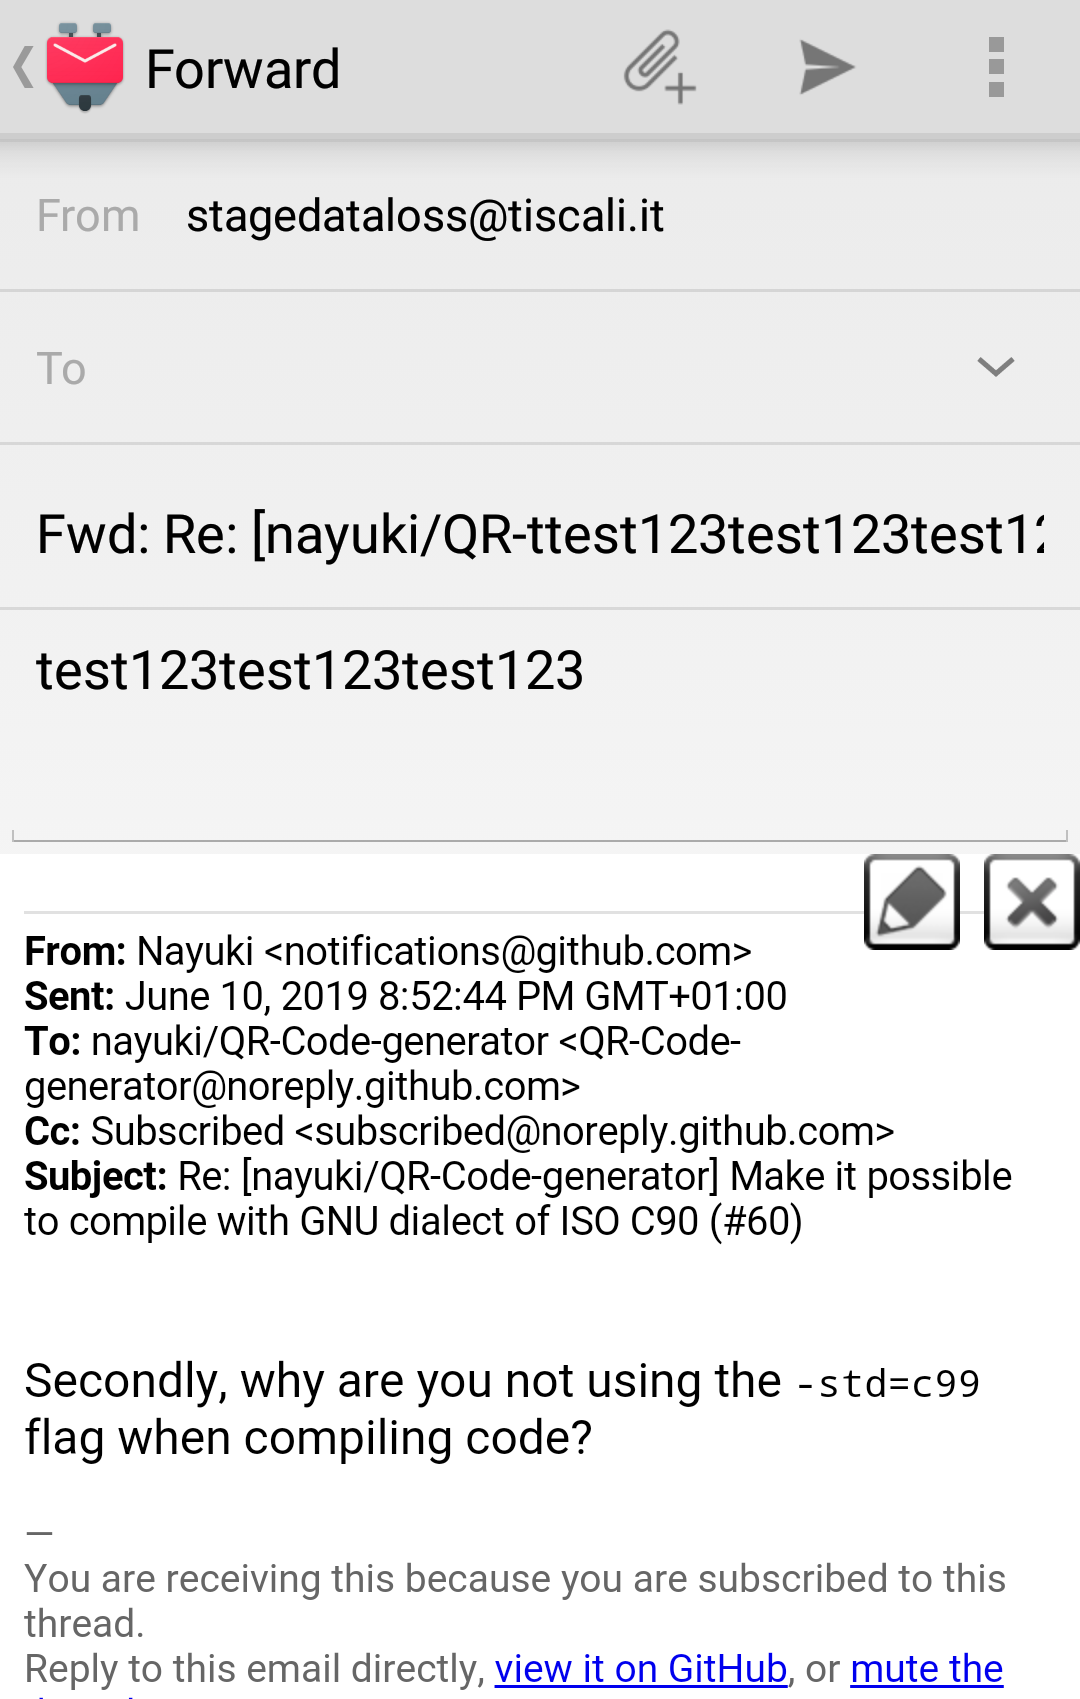 Forward
From stagedataloss@tiscali.it
To
Fwd: Re: [nayuki/QR-ttest123test123test12
test123test123test123
From: Nayuki <notifications@github.com>
Sent: June 10, 2019 8:52:44 PM GMT+01:00
To: nayuki/QR-Code-generator <QR-Code-
generator@noreply.github.com>
Cc: Subscribed <subscribed@noreply.github.com>
Subject: Re: [nayuki/QR-Code-generator] Make it possible
to compile with GNU dialect of ISO C90 (#60)
Secondly, why are you not using the -std=c99
flag when compiling code?
—
You are receiving this because you are subscribed to this
thread.
Reply to this email directly, view it on GitHub, or mute the